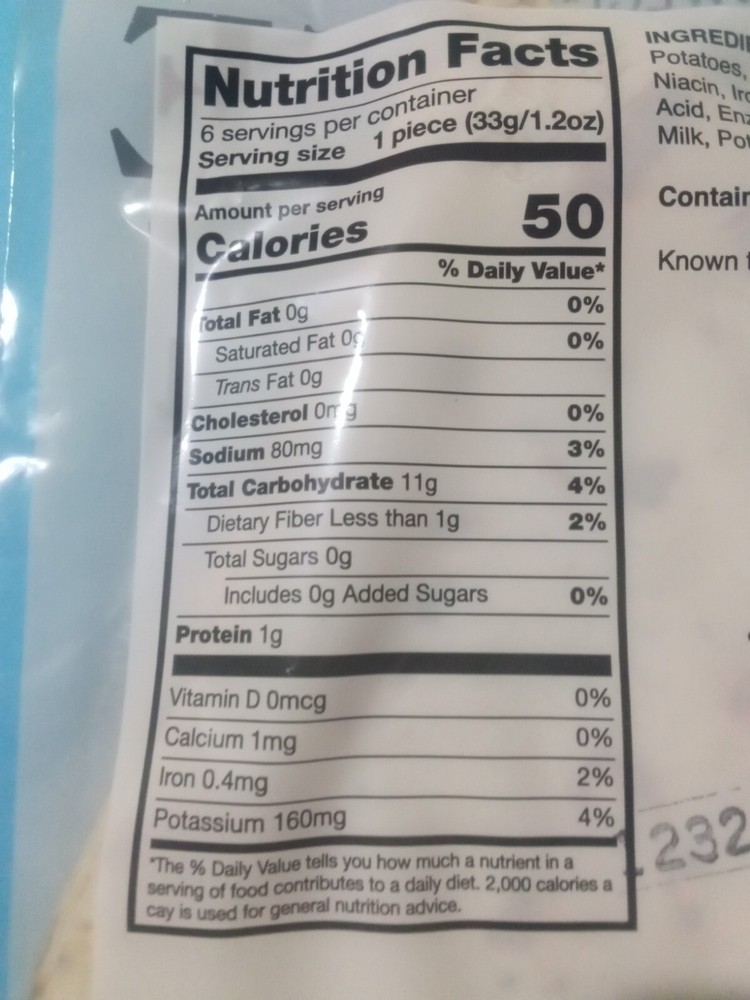 Nutrition Facts
6 servings per container
Serving size 1 piece (33g/1.2oz)
Amount per serving
Calories 50
% Daily Value*
Total Fat 0g 0%
Saturated Fat 0g 0%
Trans Fat 0g
Cholesterol 0mg 0%
Sodium 80mg 3%
Total Carbohydrate 11g 4%
Dietary Fiber Less than 1g 2%
Total Sugars 0g
Includes 0g Added Sugars 0%
Protein 1g
Vitamin D 0mcg 0%
Calcium 1mg 0%
Iron 0.4mg 2%
Potassium 160mg 4%
*The % Daily Value tells you how much a nutrient in a
serving of food contributes to a daily diet. 2,000 calories a
day is used for general nutrition advice.
INGREDI
Potatoes,
Niacin, Iro
Acid, Enz
Milk, Pot
Contain
Known
232